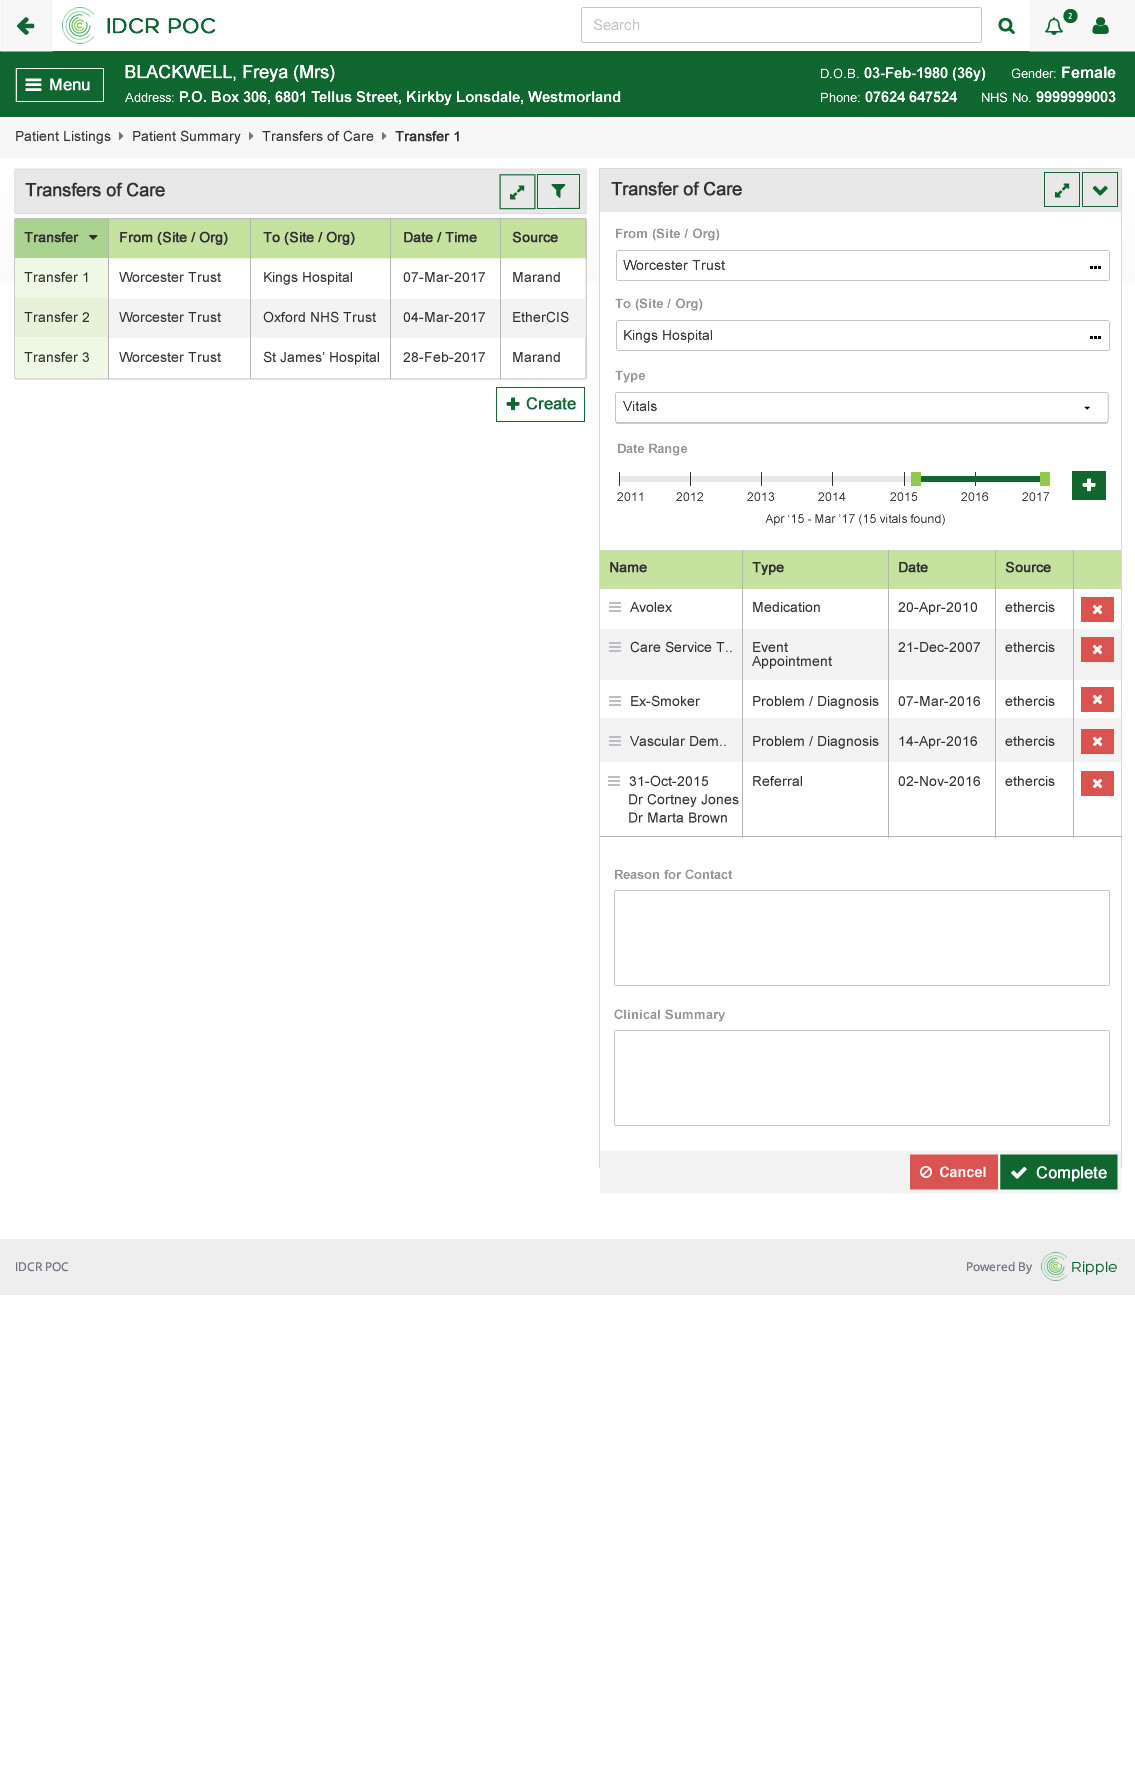 IDCR POC
Search
2
Menu
BLACKWELL, Freya (Mrs)
Address: P.O. Box 306, 6801 Tellus Street, Kirkby Lonsdale, Westmorland
D.O.B. 03-Feb-1980 (36y) Gender: Female
Phone: 07624 647524 NHS No. 9999999003
Patient Listings Patient Summary Transfers of Care Transfer 1
Transfers of Care
Transfer From (Site / Org) To (Site / Org) Date / Time Source
Transfer 1 Worcester Trust Kings Hospital 07-Mar-2017 Marand
Transfer 2 Worcester Trust Oxford NHS Trust 04-Mar-2017 EtherCIS
Transfer 3 Worcester Trust St James’ Hospital 28-Feb-2017 Marand
Create
Transfer of Care
From (Site / Org)
Worcester Trust
To (Site / Org)
Kings Hospital
Type
Vitals
Date Range
2011 2012 2013 2014 2015 2016 2017
Apr ‘15 - Mar ’17 (15 vitals found)
Name Type Date Source
Avolex Medication 20-Apr-2010 ethercis
Care Service T.. Event 21-Dec-2007 ethercis
Appointment
Ex-Smoker Problem / Diagnosis 07-Mar-2016 ethercis
Vascular Dem.. Problem / Diagnosis 14-Apr-2016 ethercis
31-Oct-2015 Referral 02-Nov-2016 ethercis
Dr Cortney Jones
Dr Marta Brown
Reason for Contact
Clinical Summary
Cancel Complete
IDCR POC
Powered By Ripple